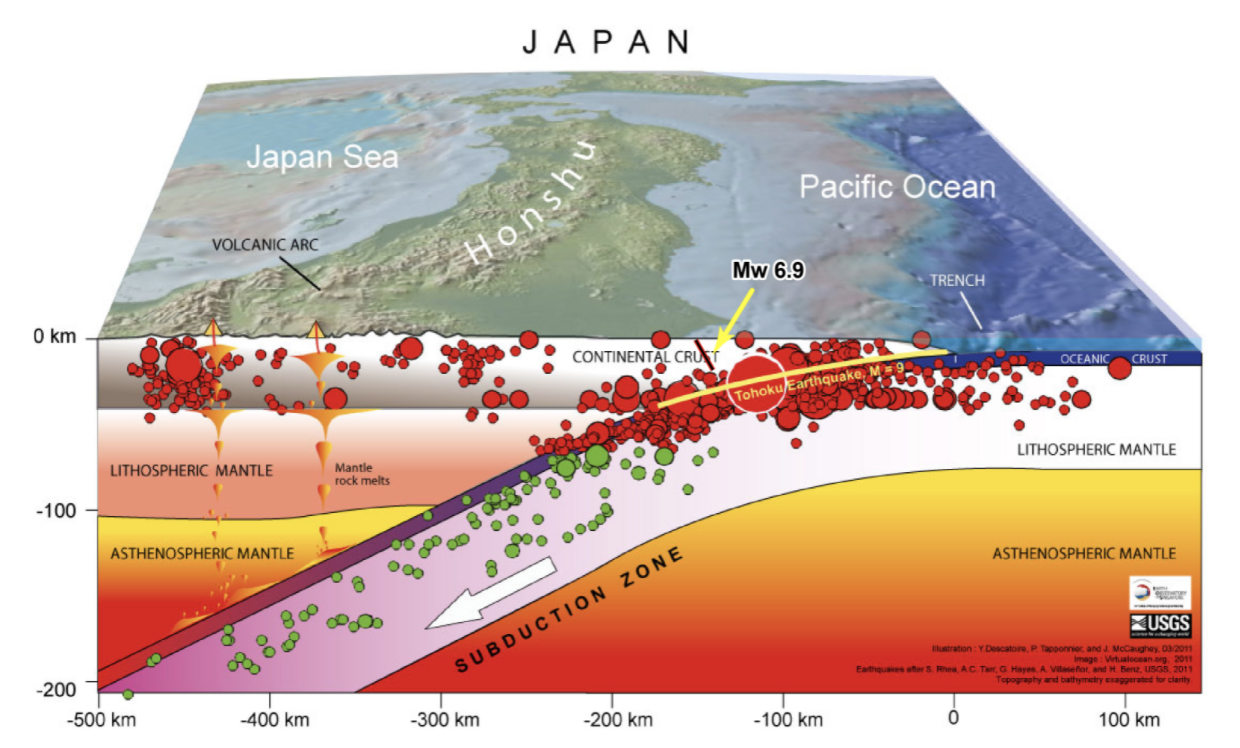 JAPAN
Japan Sea
Honshu
Pacific Ocean
VOLCANIC ARC
Mw 6.9
TRENCH
0 km
CONTINENTAL CRUST
OCEANIC CRUST
Tohoku Earthquake, M = 9
LITHOSPHERIC MANTLE
Mantle
rock melts
LITHOSPHERIC MANTLE
-100
ASTHENOSPHERIC MANTLE
ASTHENOSPHERIC MANTLE
SUBDUCTION ZONE
USGS
Illustration : Y.Descatoire, P. Tapponnier, and J. McCaughey, 03/2011
Image : Virtualocean.org, 2011
Earthquakes after S. Rhea, A.C. Tarr, G. Hayes, A. Villaseñor, and H. Benz, USGS, 2011
Topography and bathymetry exaggerated for clarity.
-200
-500 km
-400 km
-300 km
-200 km
-100 km
0
100 km